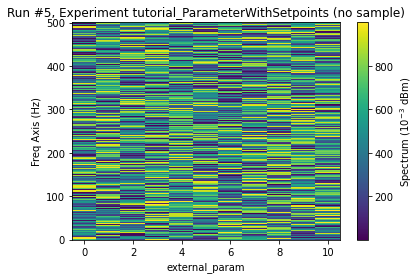 Run #5, Experiment tutorial_ParameterWithSetpoints (no sample)
Freq Axis (Hz)
500
400
300
200
100
0
0 2 4 6 8 10
external_param
800
600
400
200
Spectrum (10⁻³ dBm)